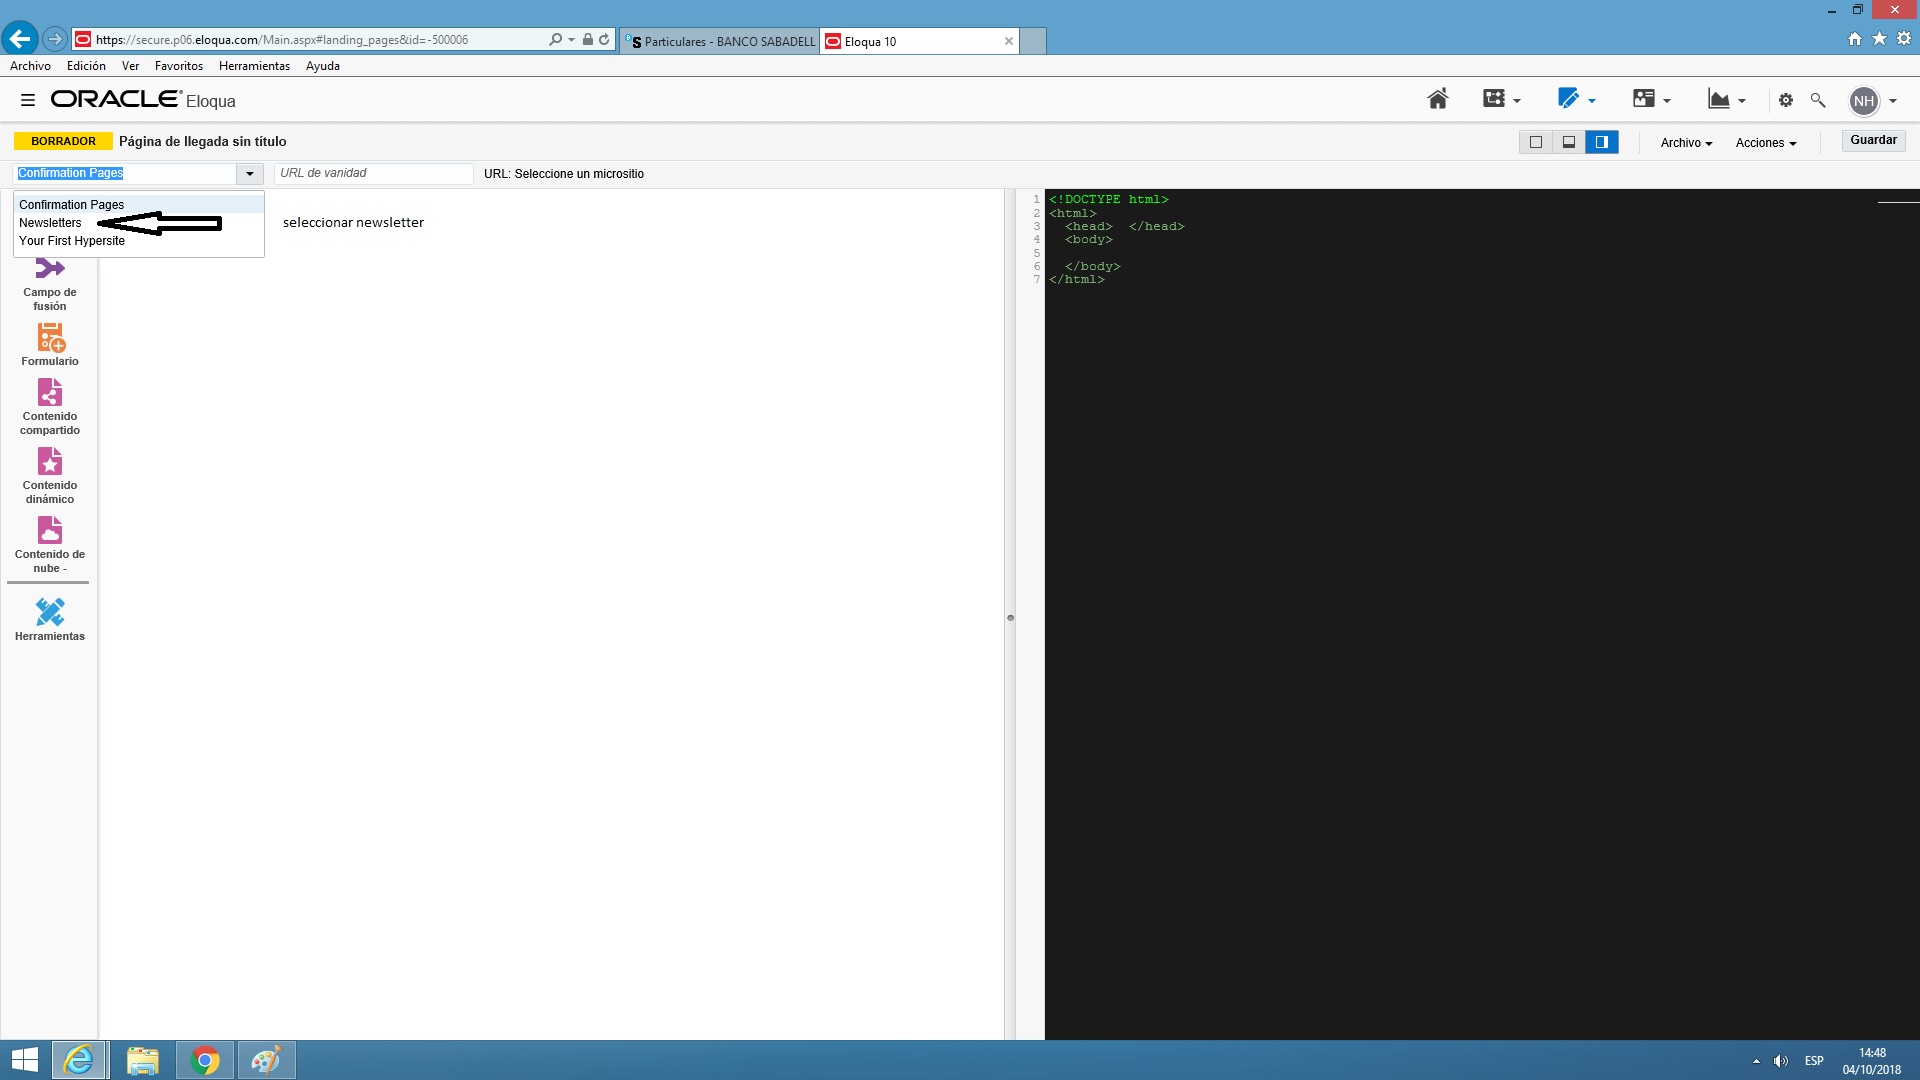 https://secure.p06.eloqua.com/Main.aspx#landing_pages&id=-500006
Particulares - BANCO SABADELL
Eloqua 10
Archivo Edición Ver Favoritos Herramientas Ayuda
ORACLE Eloqua
NH
BORRADOR Página de llegada sin título
Archivo Acciones Guardar
Confirmation Pages URL de vanidad URL: Seleccione un micrositio
Confirmation Pages
Newsletters
Your First Hypersite
seleccionar newsletter
Campo de
fusión
Formulario
Contenido
compartido
Contenido
dinámico
Contenido de
nube -
Herramientas
1 <!DOCTYPE html>
2 <html>
3 <head> </head>
4 <body>
5
6 </body>
7 </html>
ESP
14:48
04/10/2018